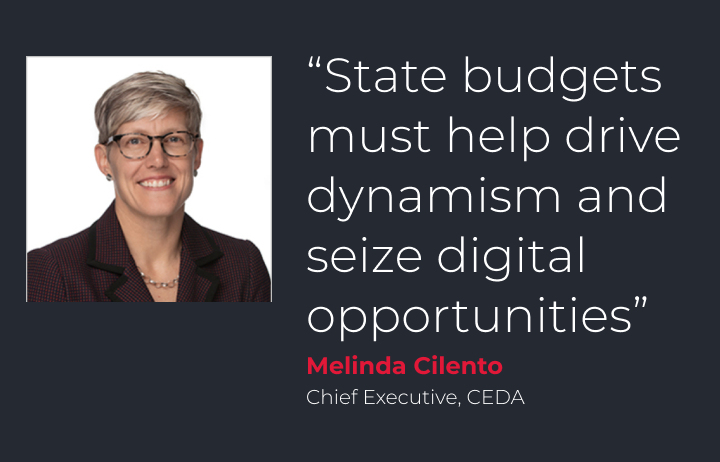 “State budgets
must help drive
dynamism and
seize digital
opportunities”
Melinda Cilento
Chief Executive, CEDA